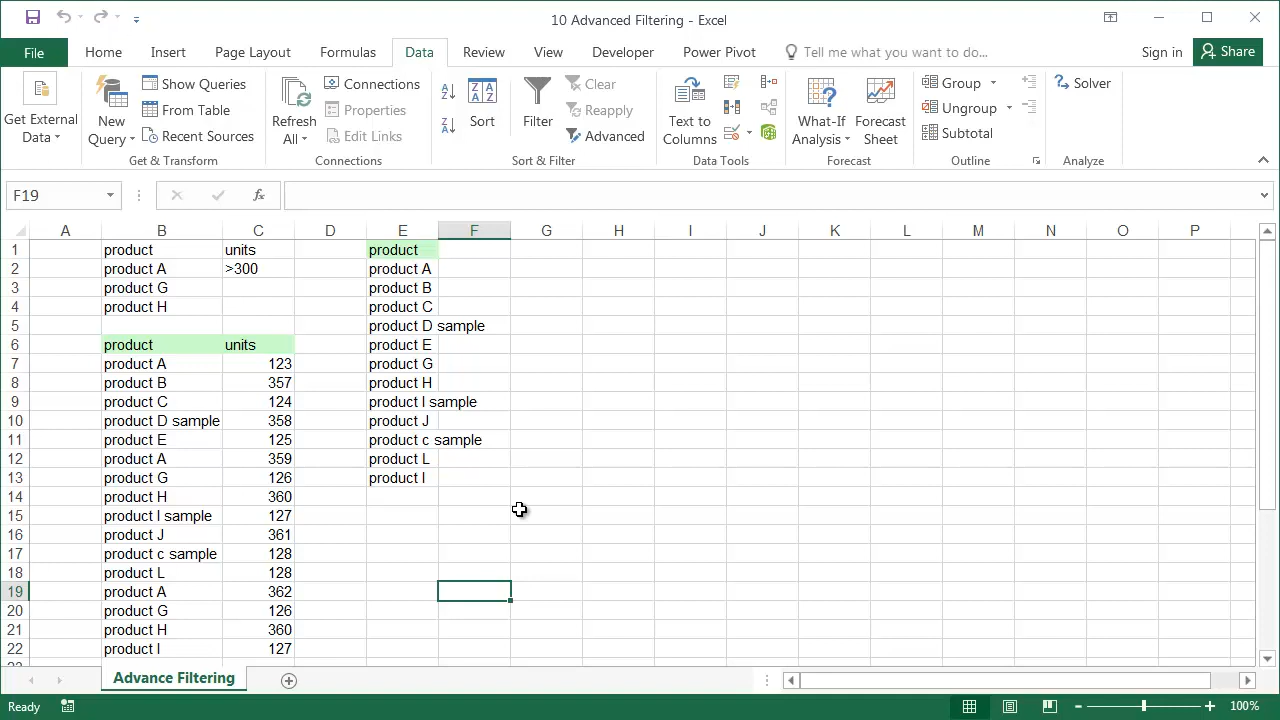 10 Advanced Filtering - Excel
File Home Insert Page Layout Formulas Data Review View Developer Power Pivot Tell me what you want to do... Sign in Share
Get External Data
New Query
Show Queries
From Table
Recent Sources
Get & Transform
Refresh All
Connections
Properties
Edit Links
Connections
A Z
Z A
Z A A Z
Sort
Filter
Clear
Reapply
Advanced
Sort & Filter
Text to Columns
Data Tools
What-If Analysis
Forecast Sheet
Forecast
Group
Ungroup
Subtotal
Outline
Solver
Analyze
F19 fx
A B C D E F G H I J K L M N O P
1 product units product
2 product A >300 product A
3 product G product B
4 product H product C
5 product D sample
6 product units product E
7 product A 123 product G
8 product B 357 product H
9 product C 124 product I sample
10 product D sample 358 product J
11 product E 125 product c sample
12 product A 359 product L
13 product G 126 product I
14 product H 360
15 product I sample 127
16 product J 361
17 product c sample 128
18 product L 128
19 product A 362
20 product G 126
21 product H 360
22 product I 127
23
Advance Filtering
Ready 100%